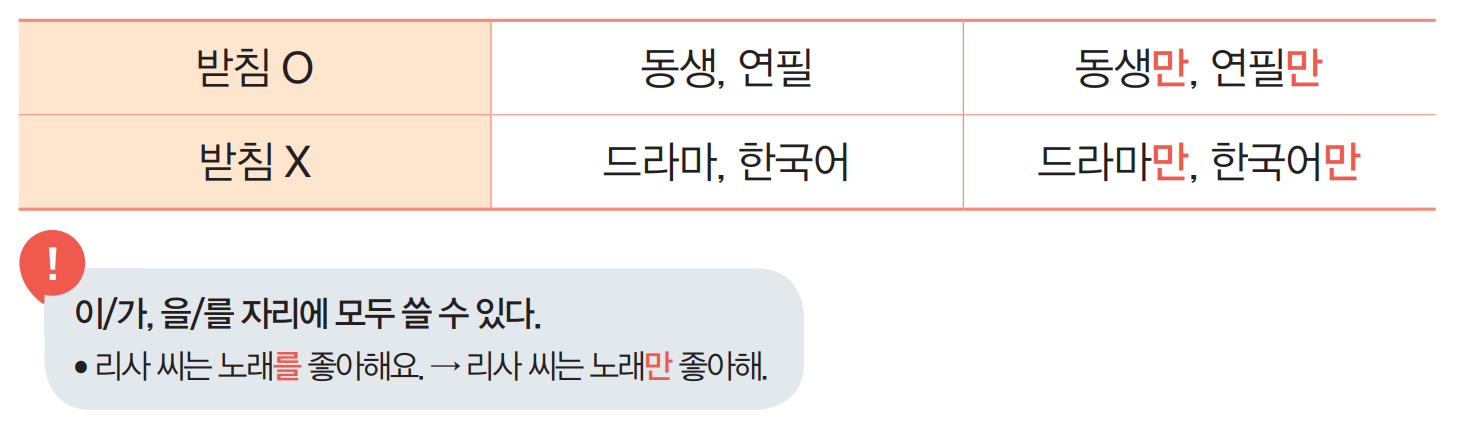 받침 O 동생, 연필 동생만, 연필만
받침 X 드라마, 한국어 드라마만, 한국어만
!
이/가, 을/를 자리에 모두 쓸 수 있다.
• 리사 씨는 노래를 좋아해요. → 리사 씨는 노래만 좋아해.